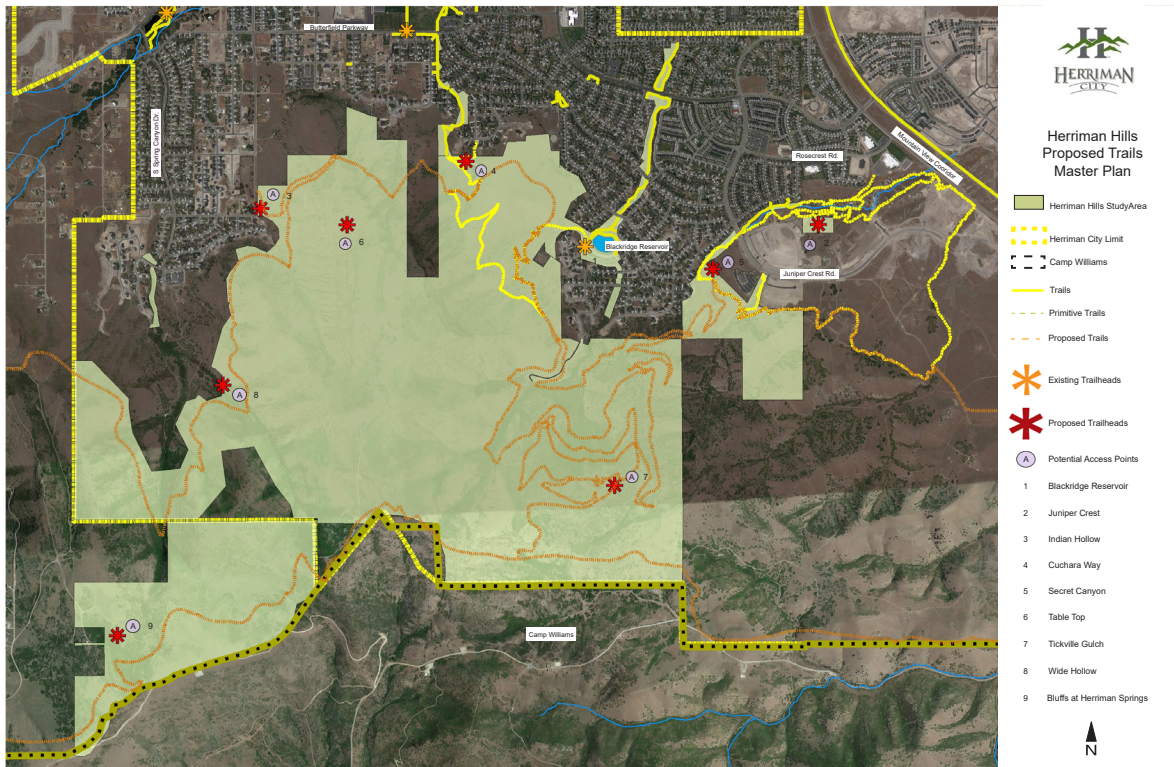 Butterfield Parkway
S Spring Canyon Dr.
Rosecrest Rd.
Mountain View Cooridor
A 4
A 3
A 6
Blackridge Reservoir
A 2
A 5
Juniper Crest Rd.
A 8
A 7
A 9
Camp Williams
H
HERRIMAN
CITY
Herriman Hills
Proposed Trails
Master Plan
Herriman Hills StudyArea
Herriman City Limit
Camp Williams
Trails
Primitive Trails
Proposed Trails
Existing Trailheads
Proposed Trailheads
A Potential Access Points
1 Blackridge Reservoir
2 Juniper Crest
3 Indian Hollow
4 Cuchara Way
5 Secret Canyon
6 Table Top
7 Tickville Gulch
8 Wide Hollow
9 Bluffs at Herriman Springs
N